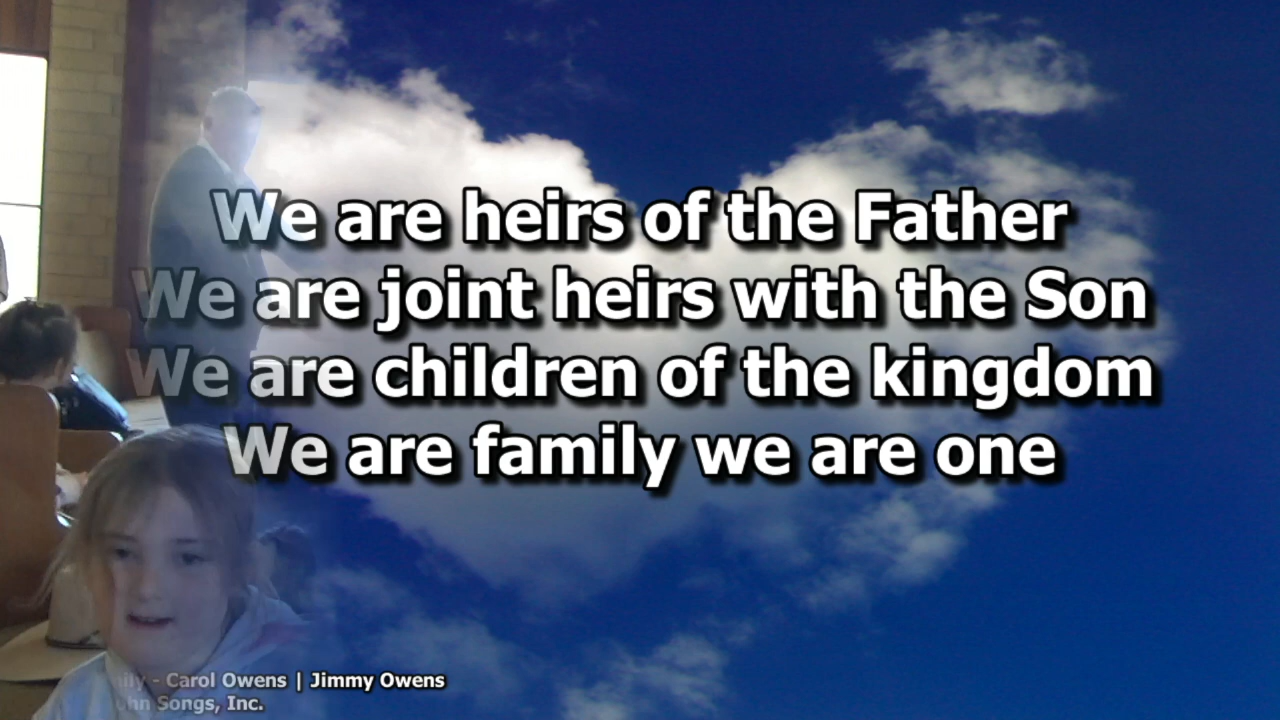 We are heirs of the Father
We are joint heirs with the Son
We are children of the kingdom
We are family we are one
- Carol Owens | Jimmy Owens
Songs, Inc.